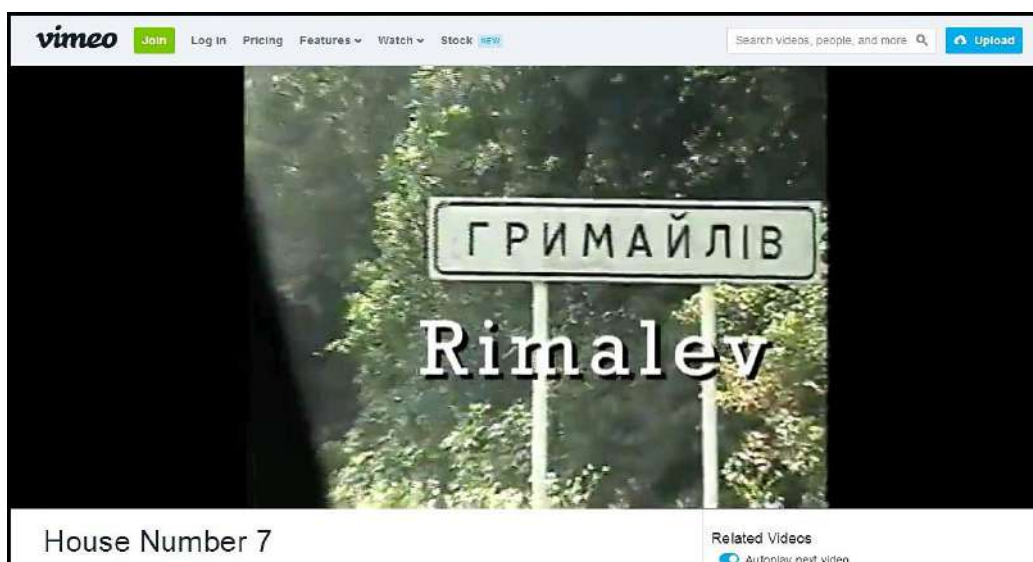 vimeo Join Log In Pricing Features Watch Stock NEW Search videos, people, and more Upload
ГРИМАЙЛІВ
Rimalev
House Number 7
Related Videos
Autoplay next video